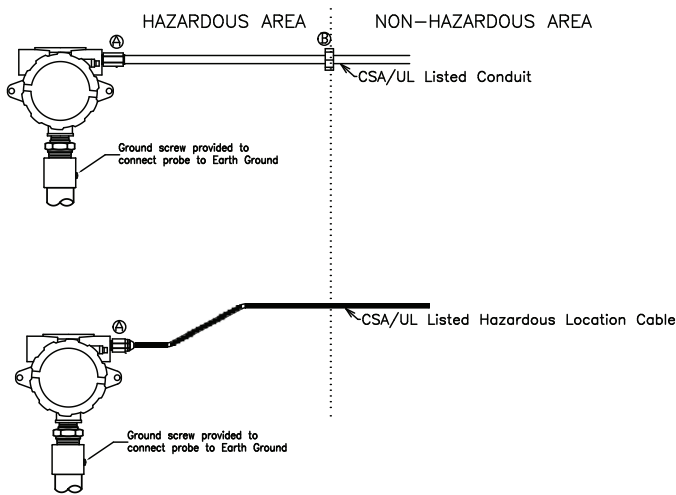 HAZARDOUS AREA
NON-HAZARDOUS AREA
A
B
CSA/UL Listed Conduit
Ground screw provided to
connect probe to Earth Ground
A
CSA/UL Listed Hazardous Location Cable
Ground screw provided to
connect probe to Earth Ground